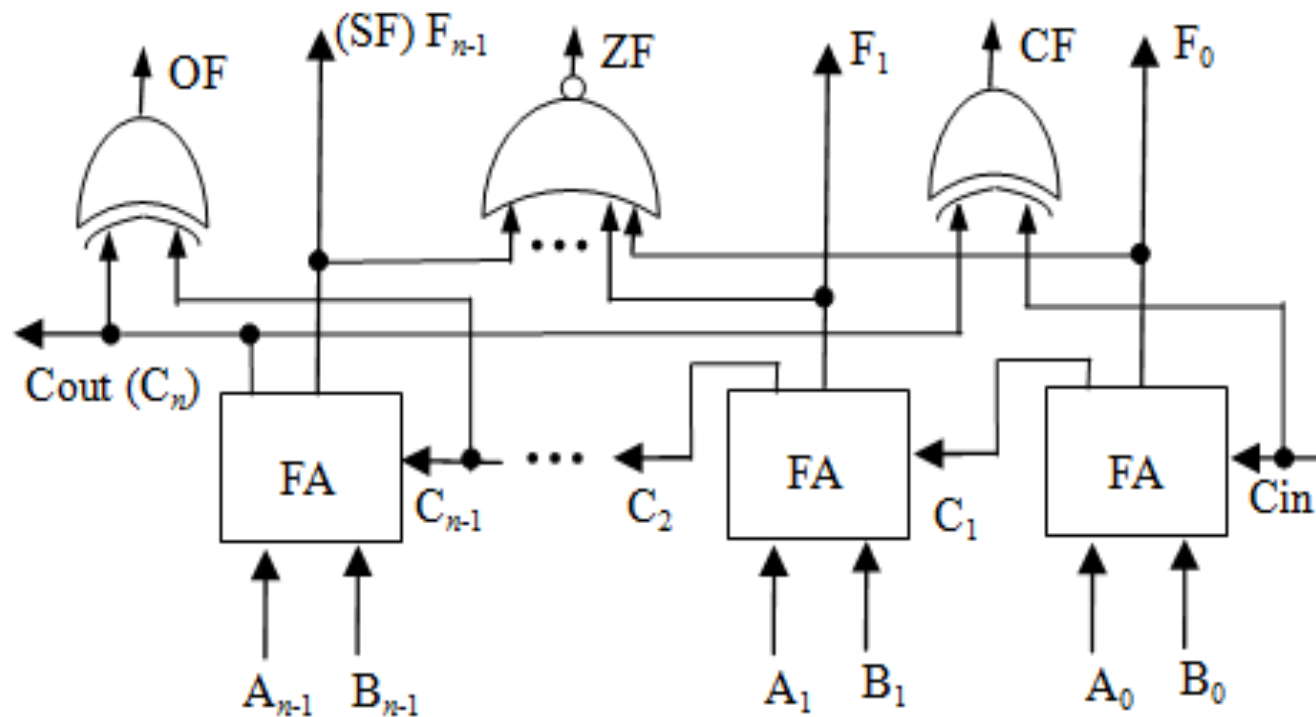 OF
(SF) Fn-1
ZF
F1
CF
F0
Cout (Cn)
FA
Cn-1
C2
FA
C1
FA
Cin
An-1
Bn-1
A1
B1
A0
B0